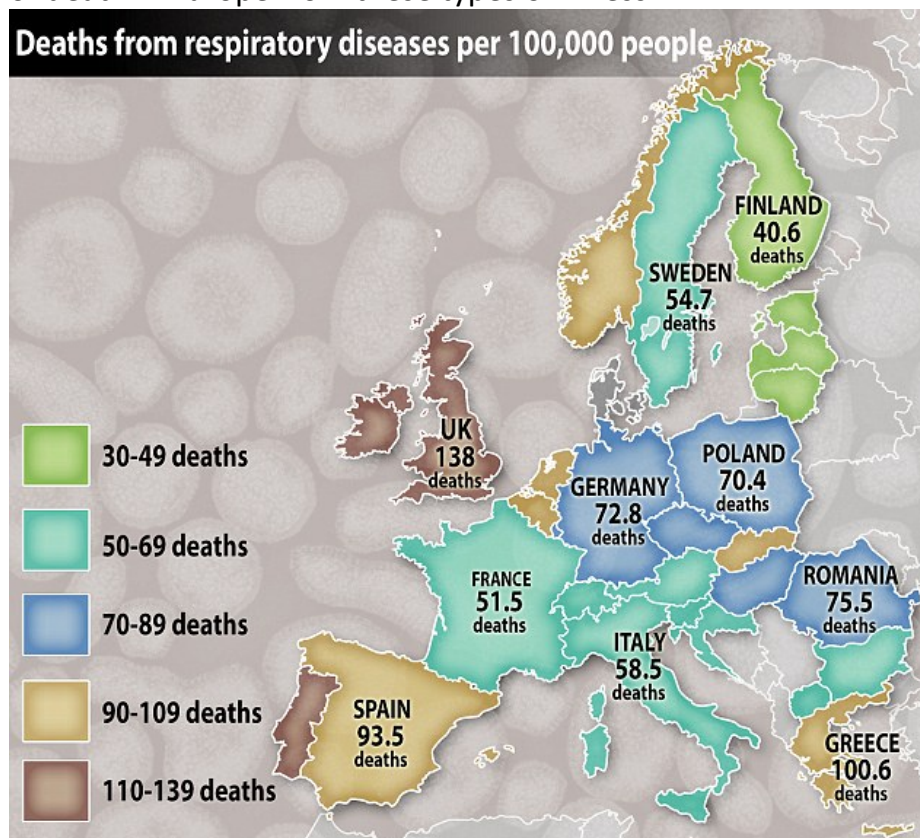 Deaths from respiratory diseases per 100,000 people
FINLAND
40.6
deaths
SWEDEN
54.7
deaths
UK
138
deaths
POLAND
70.4
deaths
GERMANY
72.8
deaths
FRANCE
51.5
deaths
ROMANIA
75.5
deaths
ITALY
58.5
deaths
SPAIN
93.5
deaths
GREECE
100.6
deaths
30-49 deaths
50-69 deaths
70-89 deaths
90-109 deaths
110-139 deaths